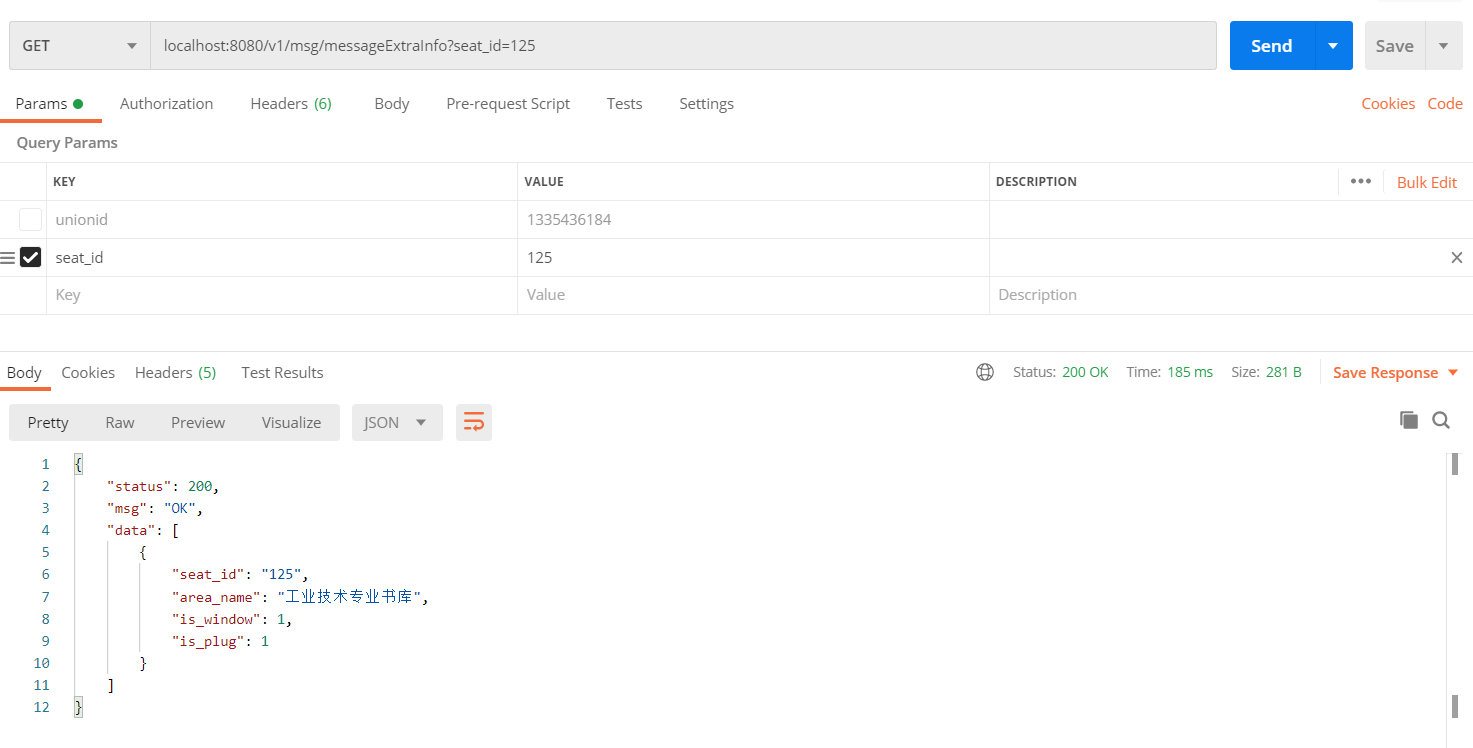 GET localhost:8080/v1/msg/messageExtraInfo?seat_id=125 Send Save
Params Authorization Headers (6) Body Pre-request Script Tests Settings Cookies Code
Query Params
KEY VALUE DESCRIPTION ••• Bulk Edit
unionid 1335436184
seat_id 125
Key Value Description
Body Cookies Headers (5) Test Results Status: 200 OK Time: 185 ms Size: 281 B Save Response
Pretty Raw Preview Visualize JSON
1 {
2 "status": 200,
3 "msg": "OK",
4 "data": [
5 {
6 "seat_id": "125",
7 "area_name": "工业技术专业书库",
8 "is_window": 1,
9 "is_plug": 1
10 }
11 ]
12 }